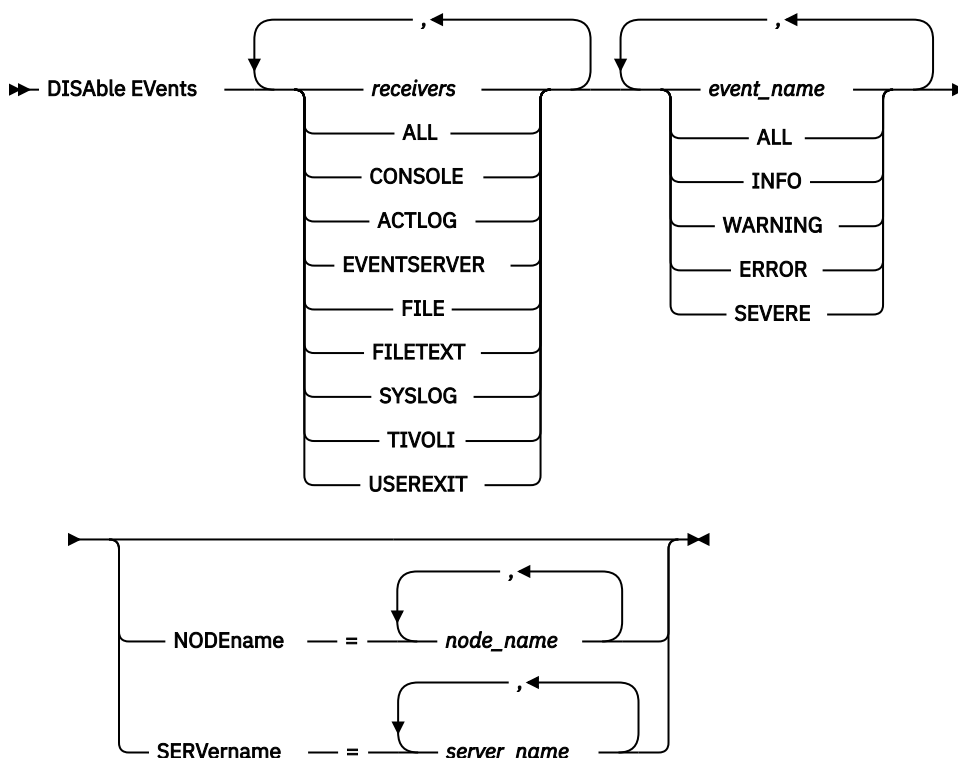 , ,
DISAble EVents receivers event_name
ALL ALL
CONSOLE INFO
ACTLOG WARNING
EVENTSERVER ERROR
FILE SEVERE
FILETEXT
SYSLOG
TIVOLI
USEREXIT
,
NODEname = node_name
,
SERVername = server_name